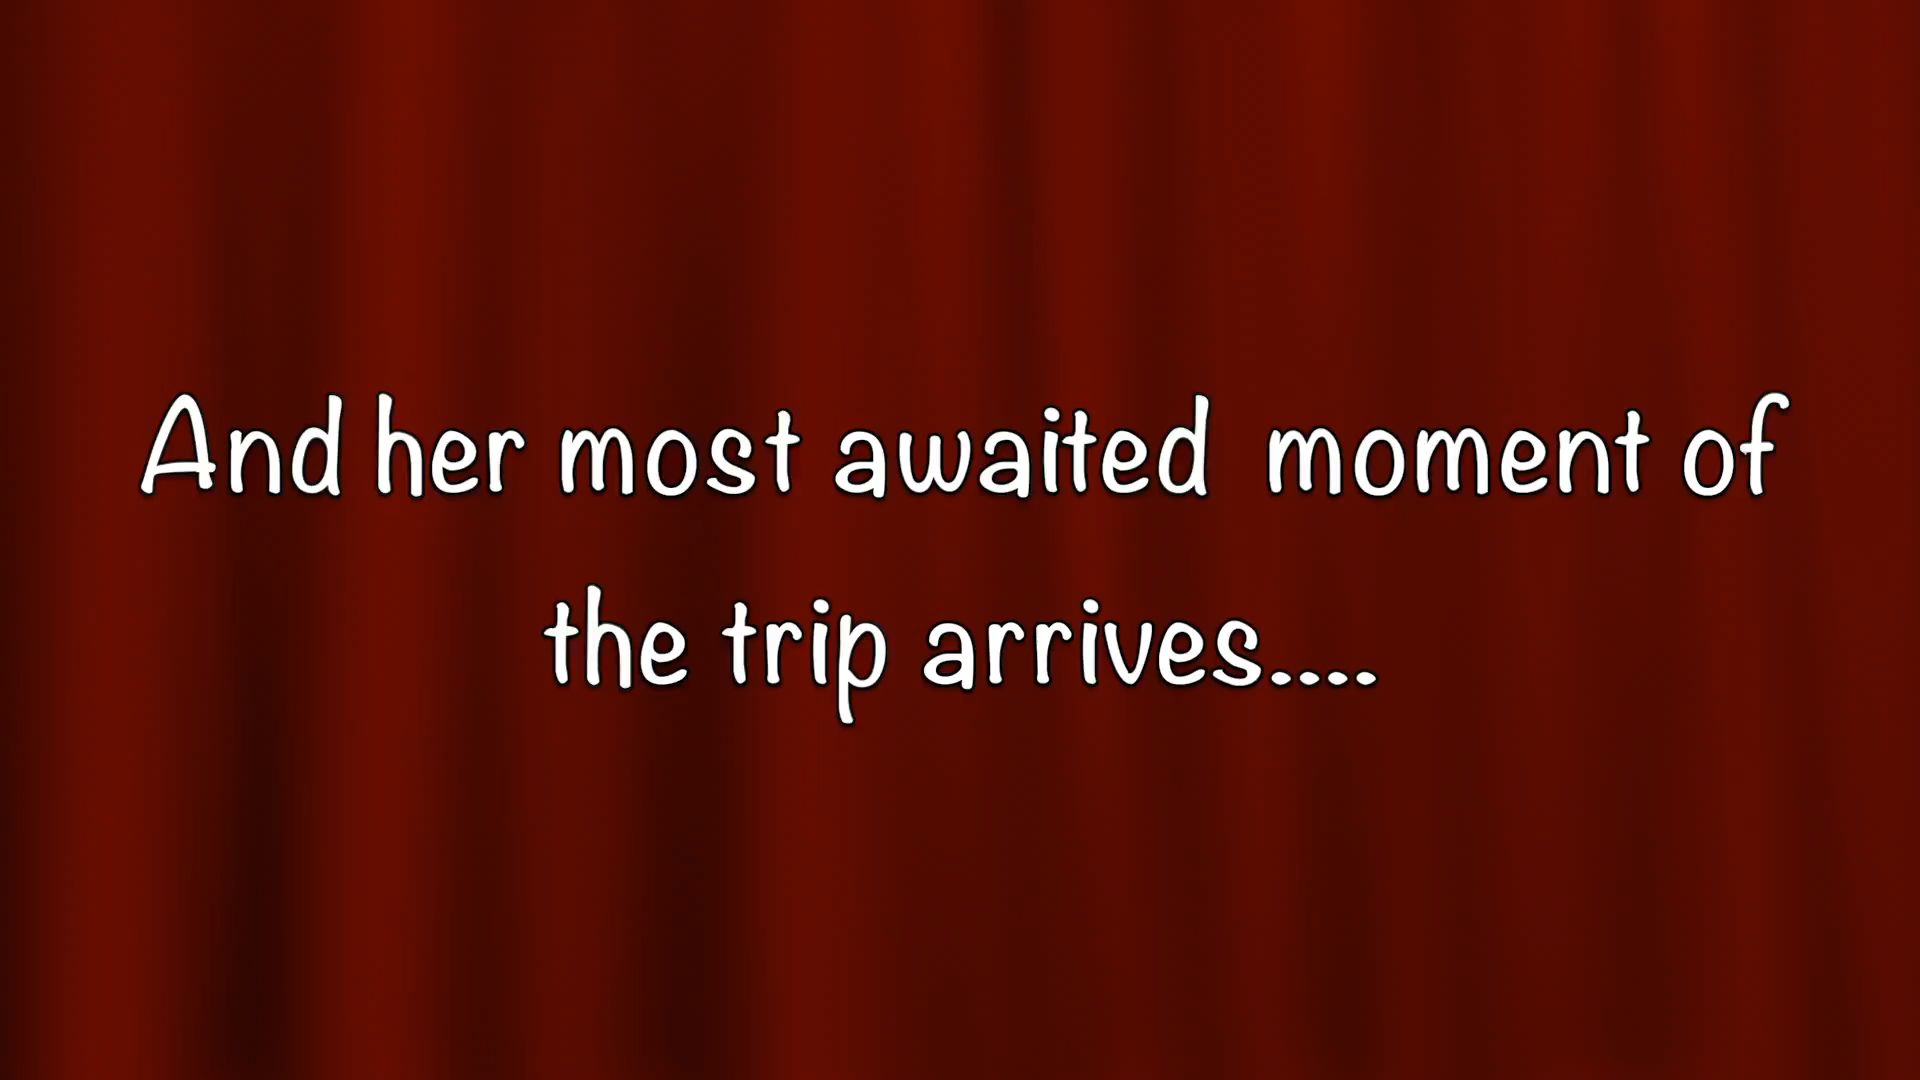 And her most awaited  moment of
the trip arrives....